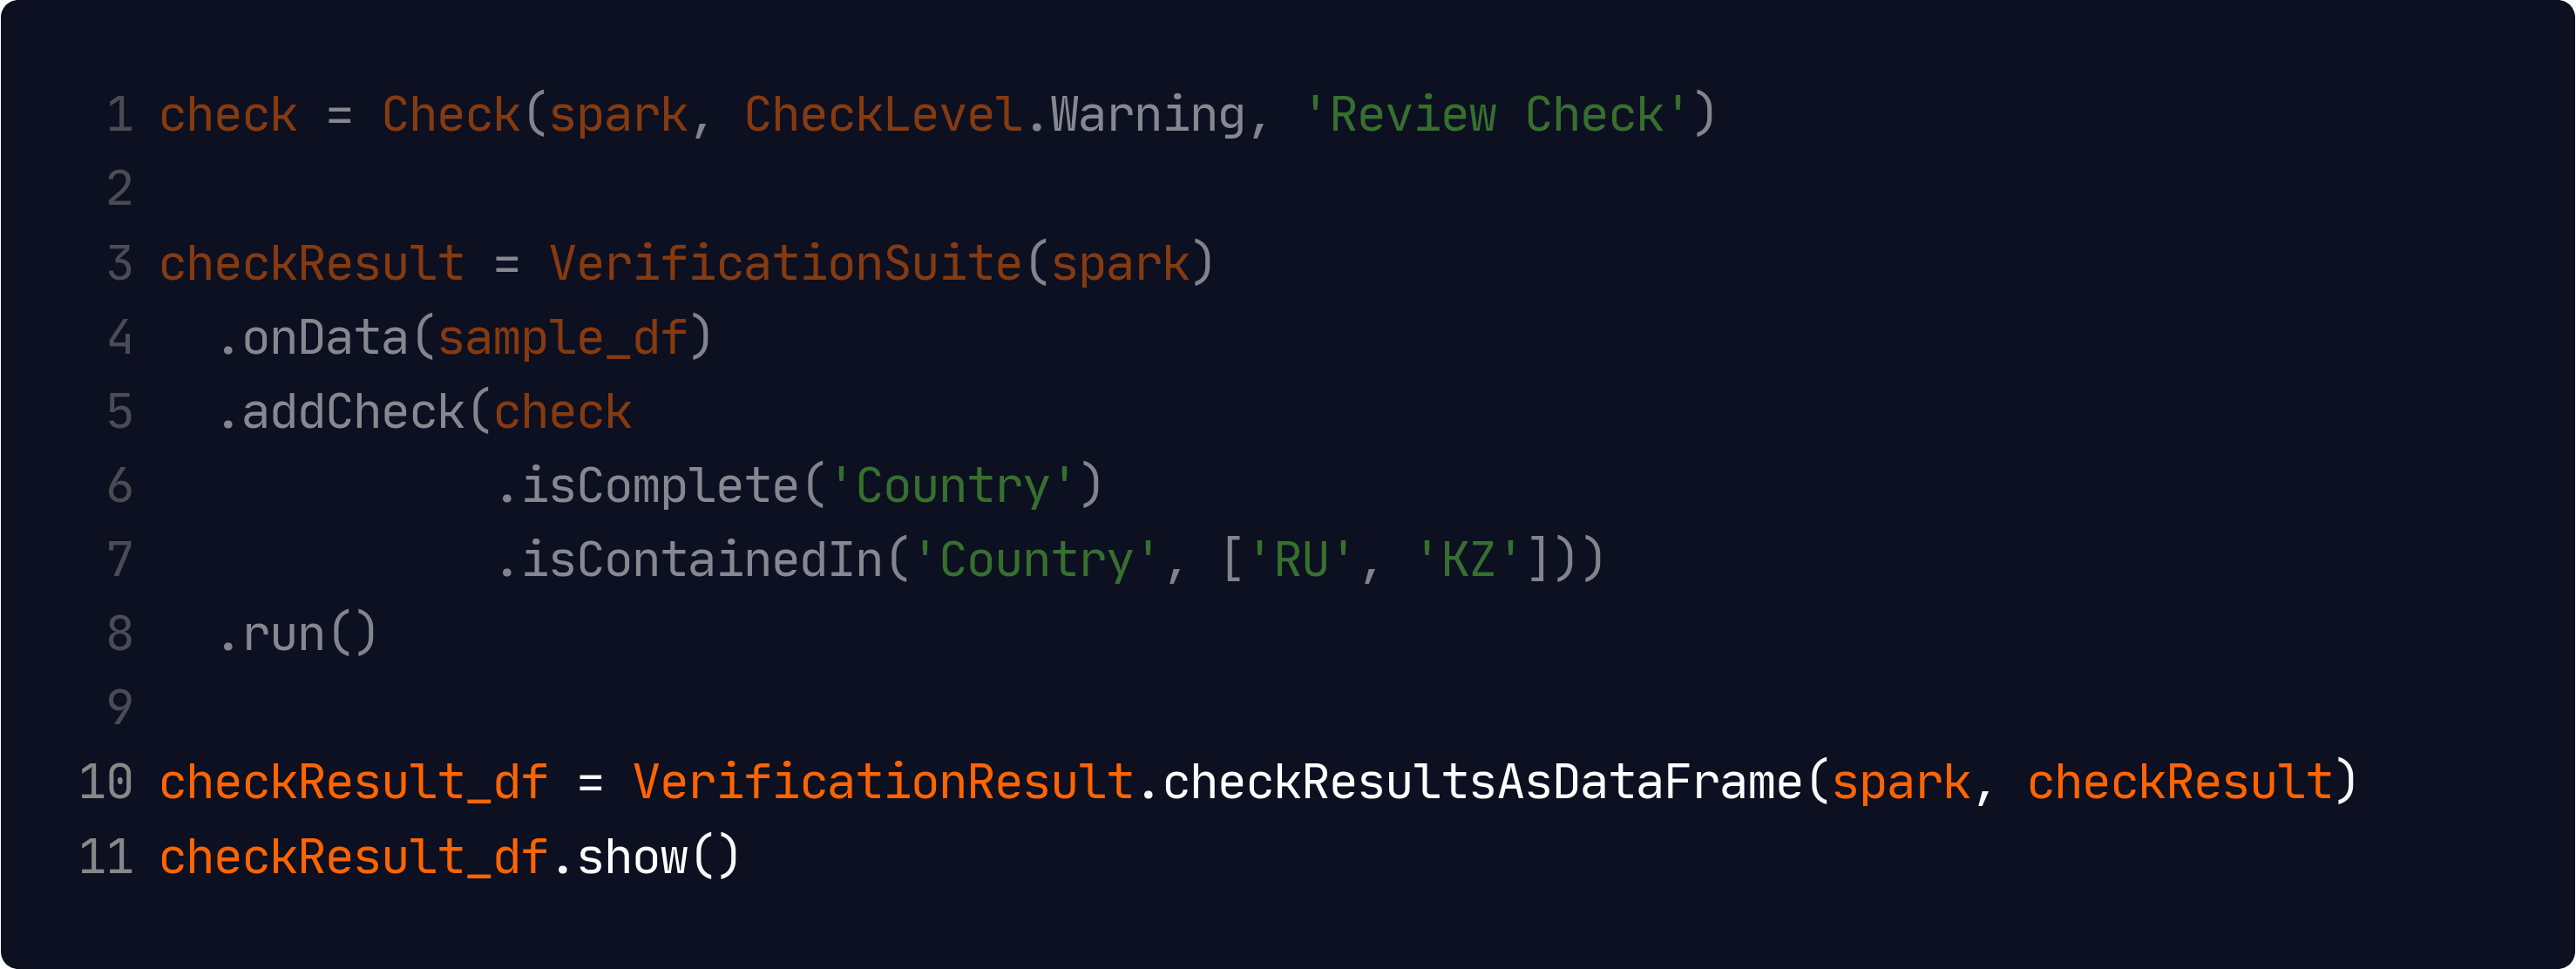 1 check = Check(spark, CheckLevel.Warning, 'Review Check')
2
3 checkResult = VerificationSuite(spark)
4   .onData(sample_df)
5   .addCheck(check
6             .isComplete('Country')
7             .isContainedIn('Country', ['RU', 'KZ']))
8   .run()
9
10 checkResult_df = VerificationResult.checkResultsAsDataFrame(spark, checkResult)
11 checkResult_df.show()